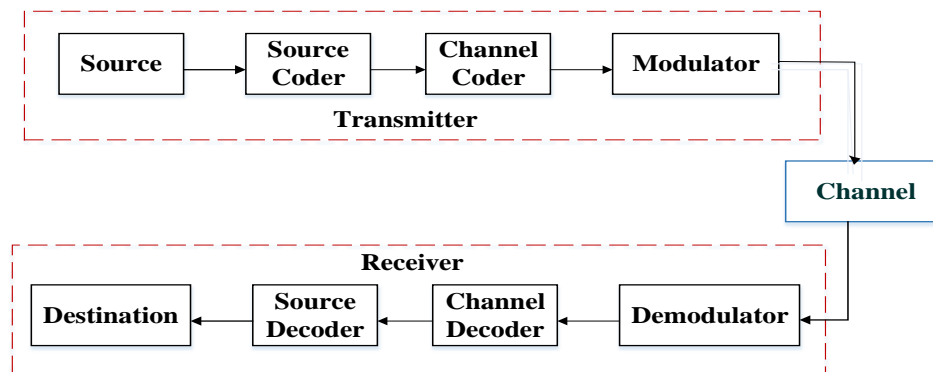 Source
Source
Coder
Channel
Coder
Modulator
Transmitter
Channel
Receiver
Destination
Source
Decoder
Channel
Decoder
Demodulator